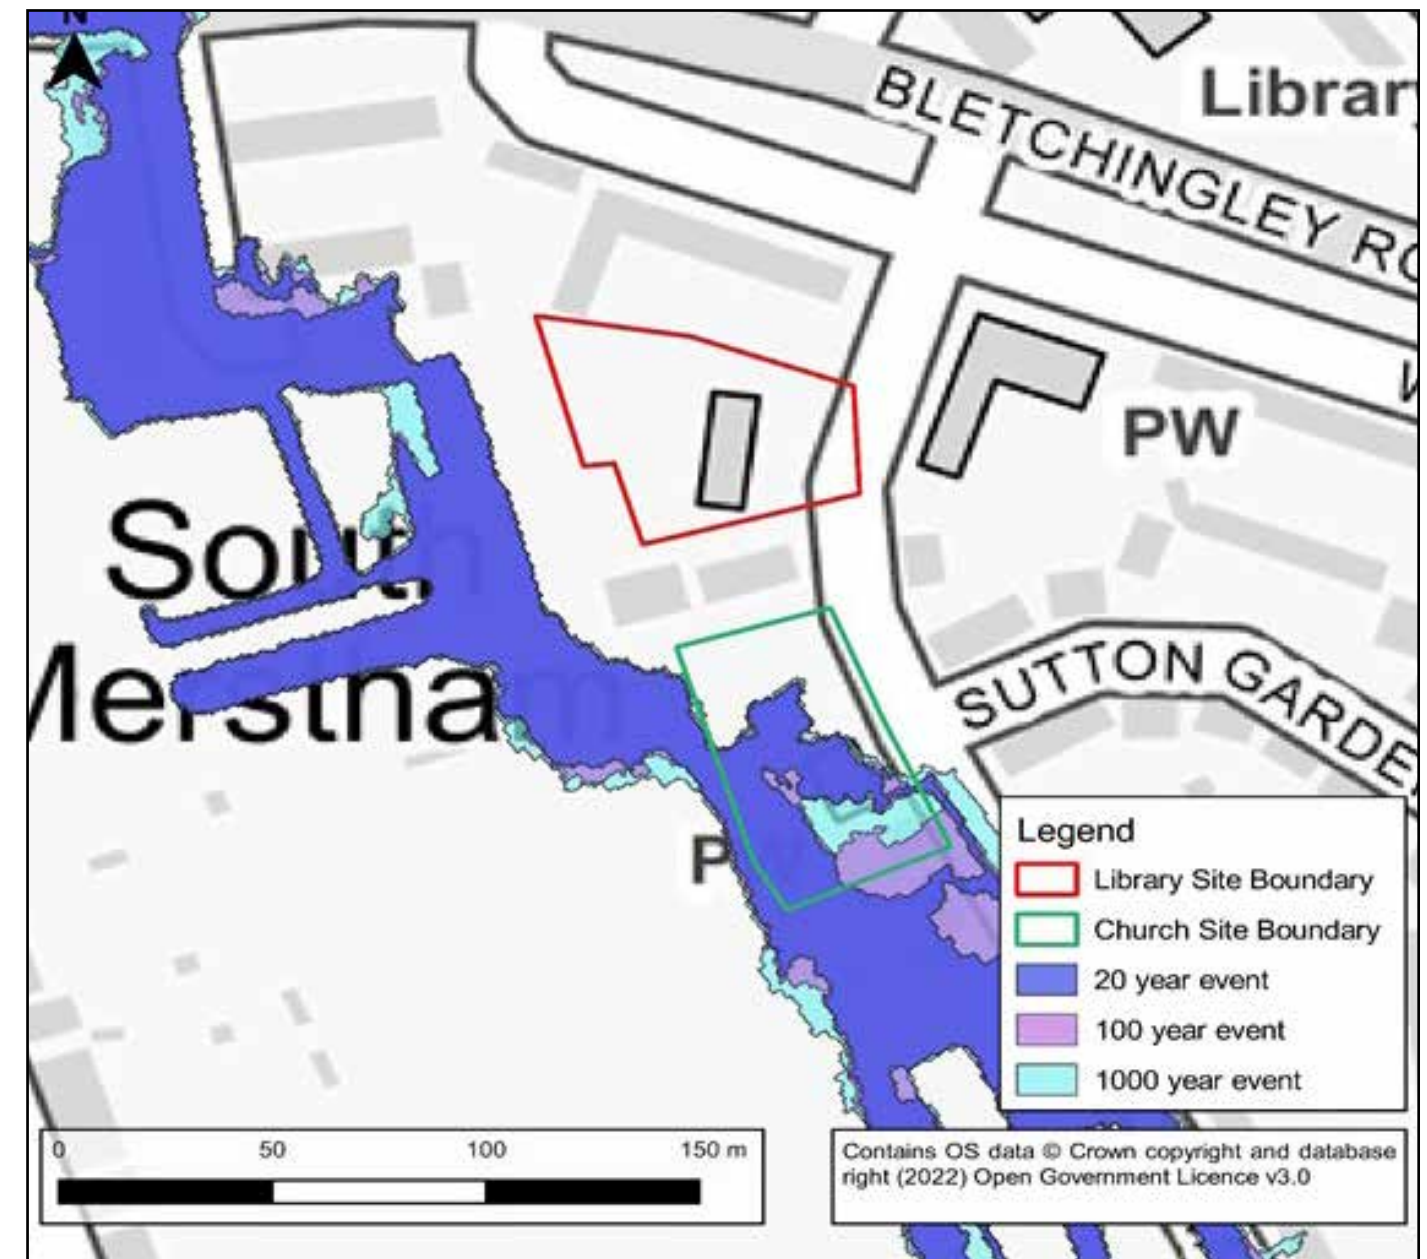 N
Library
BLETCHINGLEY RO
W
PW
South
Merstham
SUTTON GARDE
P
Legend
Library Site Boundary
Church Site Boundary
20 year event
100 year event
1000 year event
0 50 100 150 m
Contains OS data © Crown copyright and database
right (2022) Open Government Licence v3.0